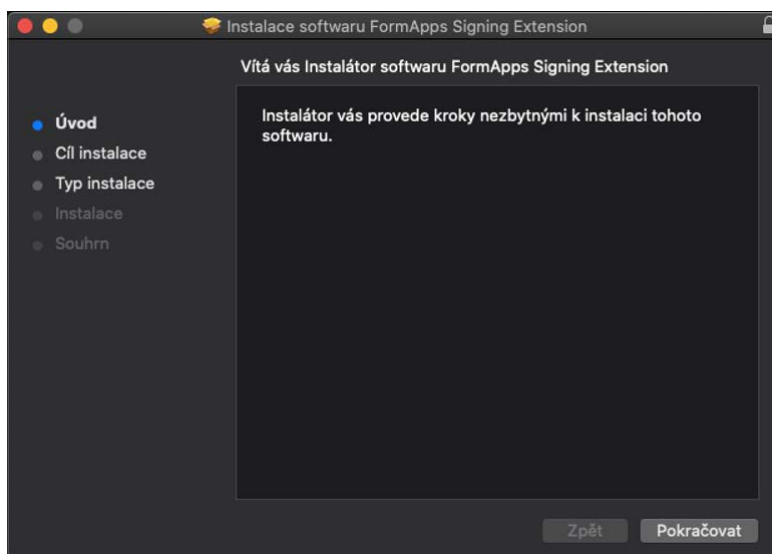 Instalace softwaru FormApps Signing Extension
Vítá vás Instalátor softwaru FormApps Signing Extension
Úvod
Cíl instalace
Typ instalace
Instalace
Souhrn
Instalátor vás provede kroky nezbytnými k instalaci tohoto
softwaru.
Zpět
Pokračovat